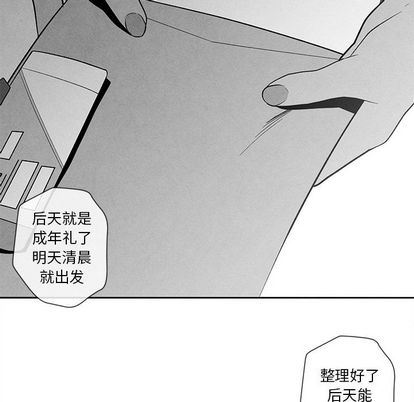 后天就是
成年礼了
明天清晨
就出发
整理好了
后天能